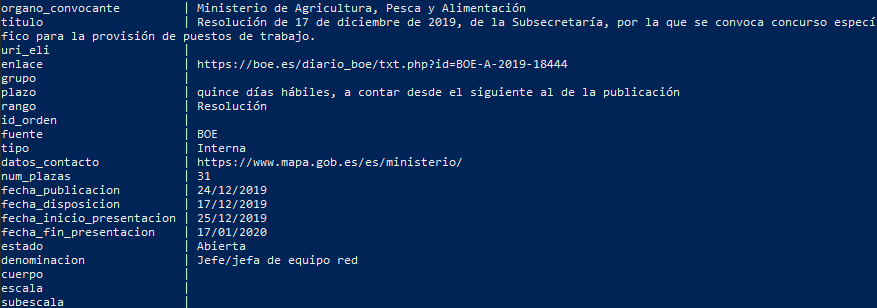 organo_convocante | Ministerio de Agricultura, Pesca y Alimentación
titulo | Resolución de 17 de diciembre de 2019, de la Subsecretaría, por la que se convoca concurso especí
fico para la provisión de puestos de trabajo.
uri_eli |
enlace | https://boe.es/diario_boe/txt.php?id=BOE-A-2019-18444
grupo |
plazo | quince días hábiles, a contar desde el siguiente al de la publicación
rango | Resolución
id_orden |
fuente | BOE
tipo | Interna
datos_contacto | https://www.mapa.gob.es/es/ministerio/
num_plazas | 31
fecha_publicacion | 24/12/2019
fecha_disposicion | 17/12/2019
fecha_inicio_presentacion | 25/12/2019
fecha_fin_presentacion | 17/01/2020
estado | Abierta
denominacion | Jefe/jefa de equipo red
cuerpo |
escala |
subescala |